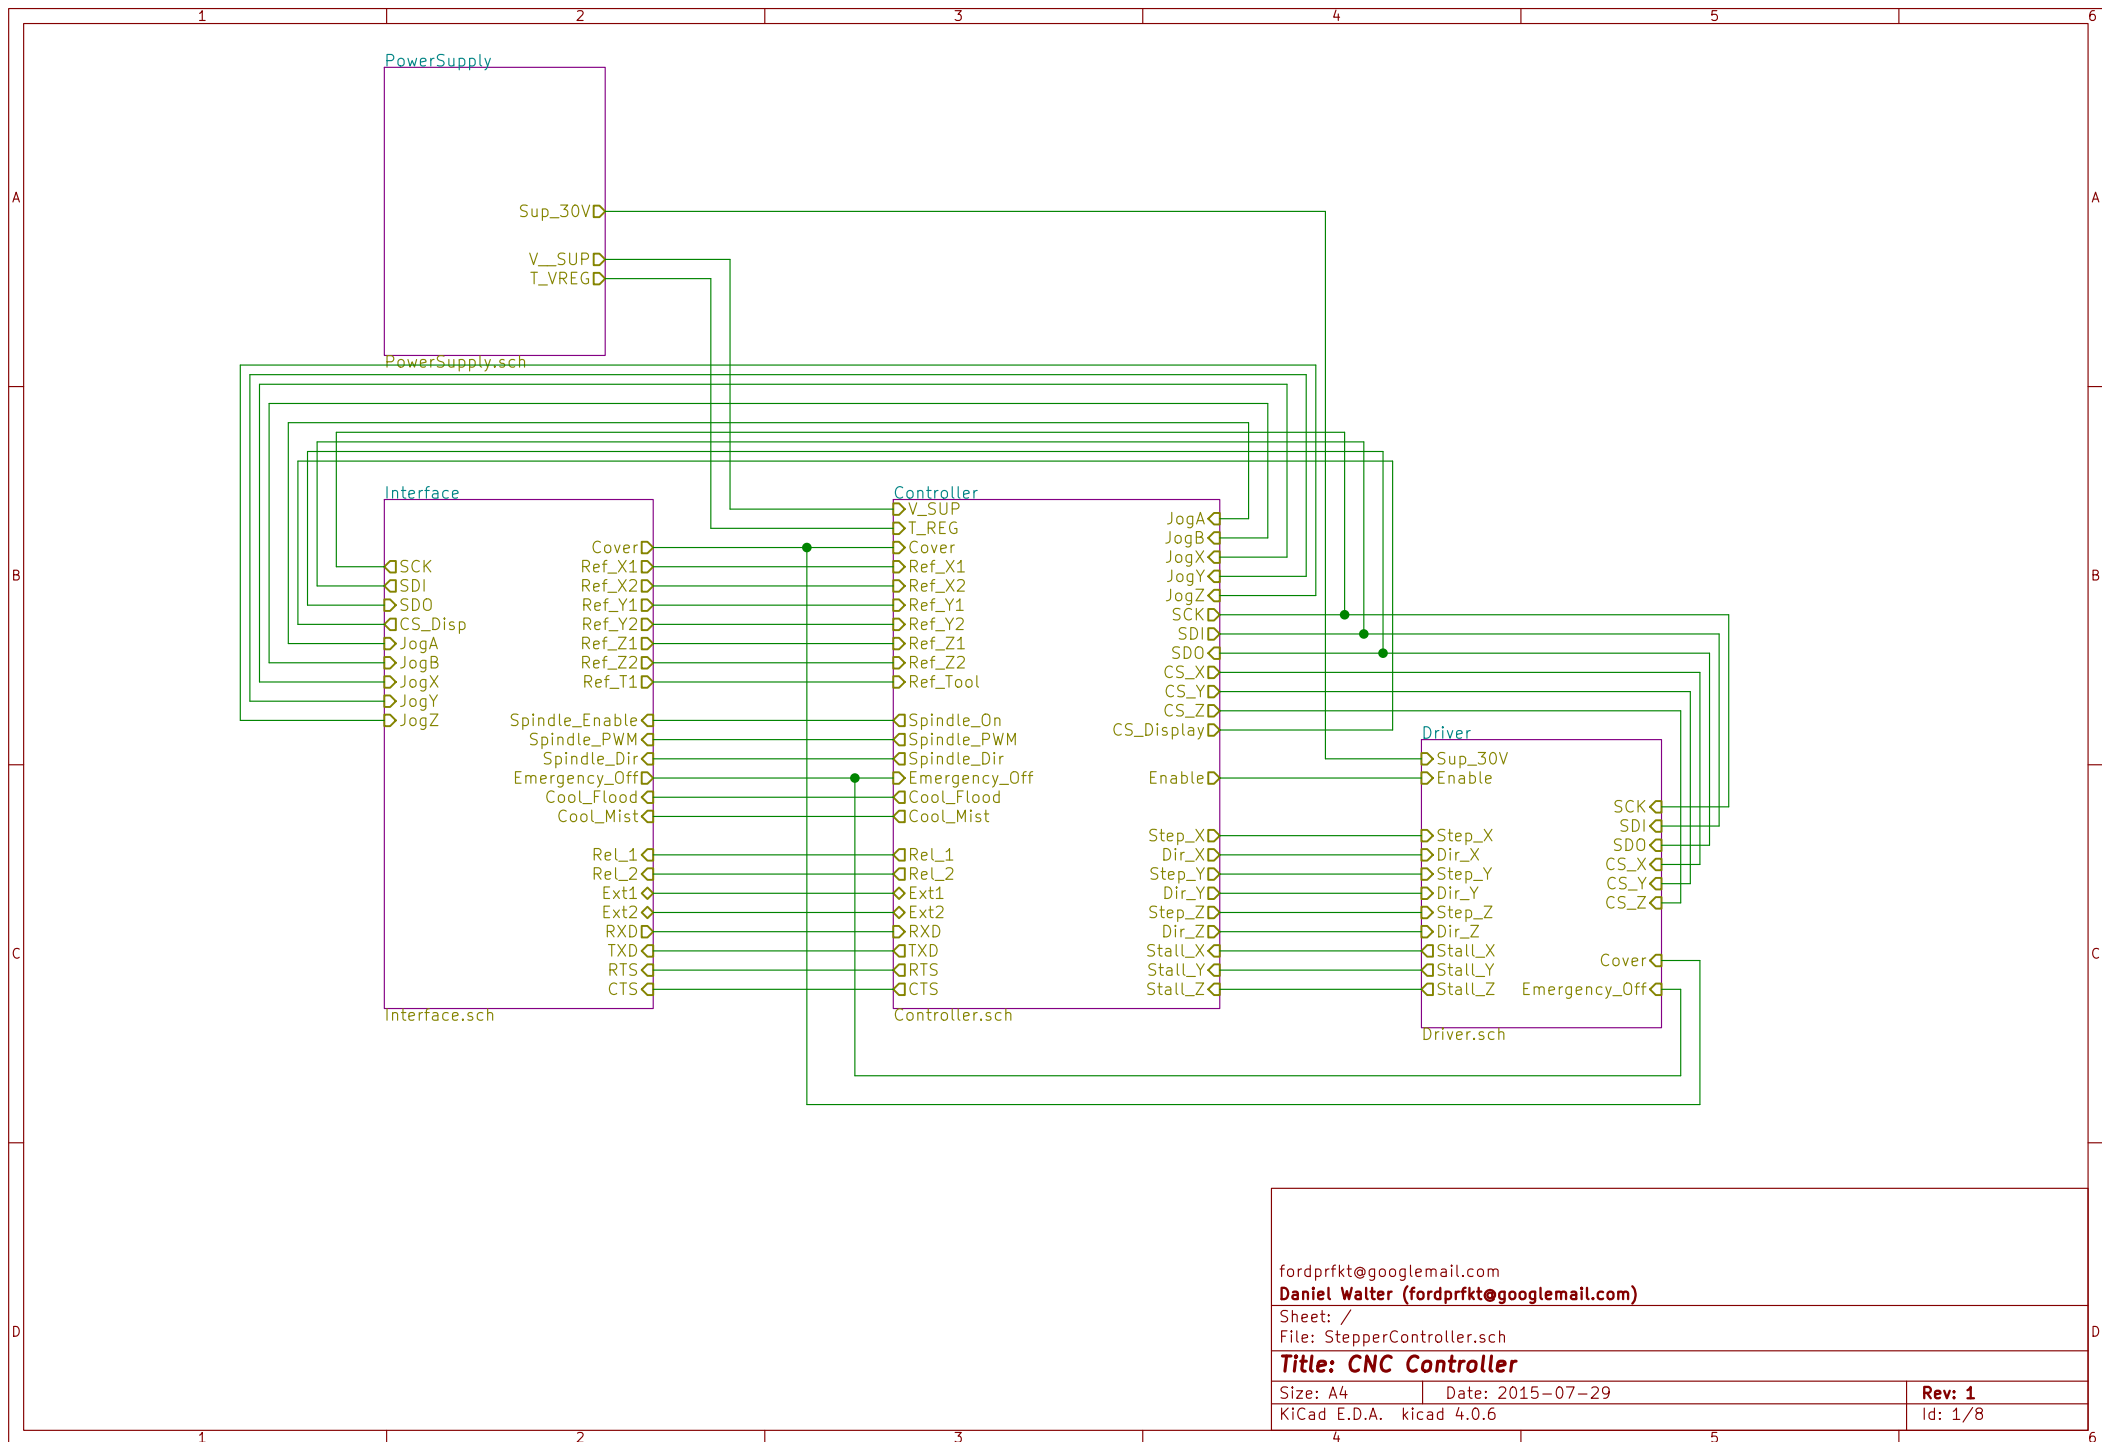 1 2 3 4 5 6
A A
B B
C C
D D
1 2 3 4 5 6
PowerSupply
Sup_30V
V__SUP
T_VREG
PowerSupply.sch
Interface
SCK
SDI
SDO
CS_Disp
JogA
JogB
JogX
JogY
JogZ
Cover
Ref_X1
Ref_X2
Ref_Y1
Ref_Y2
Ref_Z1
Ref_Z2
Ref_T1
Spindle_Enable
Spindle_PWM
Spindle_Dir
Emergency_Off
Cool_Flood
Cool_Mist
Rel_1
Rel_2
Ext1
Ext2
RXD
TXD
RTS
CTS
Interface.sch
Controller
V_SUP
T_REG
Cover
Ref_X1
Ref_X2
Ref_Y1
Ref_Y2
Ref_Z1
Ref_Z2
Ref_Tool
Spindle_On
Spindle_PWM
Spindle_Dir
Emergency_Off
Cool_Flood
Cool_Mist
Rel_1
Rel_2
Ext1
Ext2
RXD
TXD
RTS
CTS
JogA
JogB
JogX
JogY
JogZ
SCK
SDI
SDO
CS_X
CS_Y
CS_Z
CS_Display
Enable
Step_X
Dir_X
Step_Y
Dir_Y
Step_Z
Dir_Z
Stall_X
Stall_Y
Stall_Z
Controller.sch
Driver
Sup_30V
Enable
Step_X
Dir_X
Step_Y
Dir_Y
Step_Z
Dir_Z
Stall_X
Stall_Y
Stall_Z
SCK
SDI
SDO
CS_X
CS_Y
CS_Z
Cover
Emergency_Off
Driver.sch
fordprfkt@googlemail.com
Daniel Walter (fordprfkt@googlemail.com)
Sheet: /
File: StepperController.sch
Title: CNC Controller
Size: A4 Date: 2015-07-29 Rev: 1
KiCad E.D.A. kicad 4.0.6 Id: 1/8